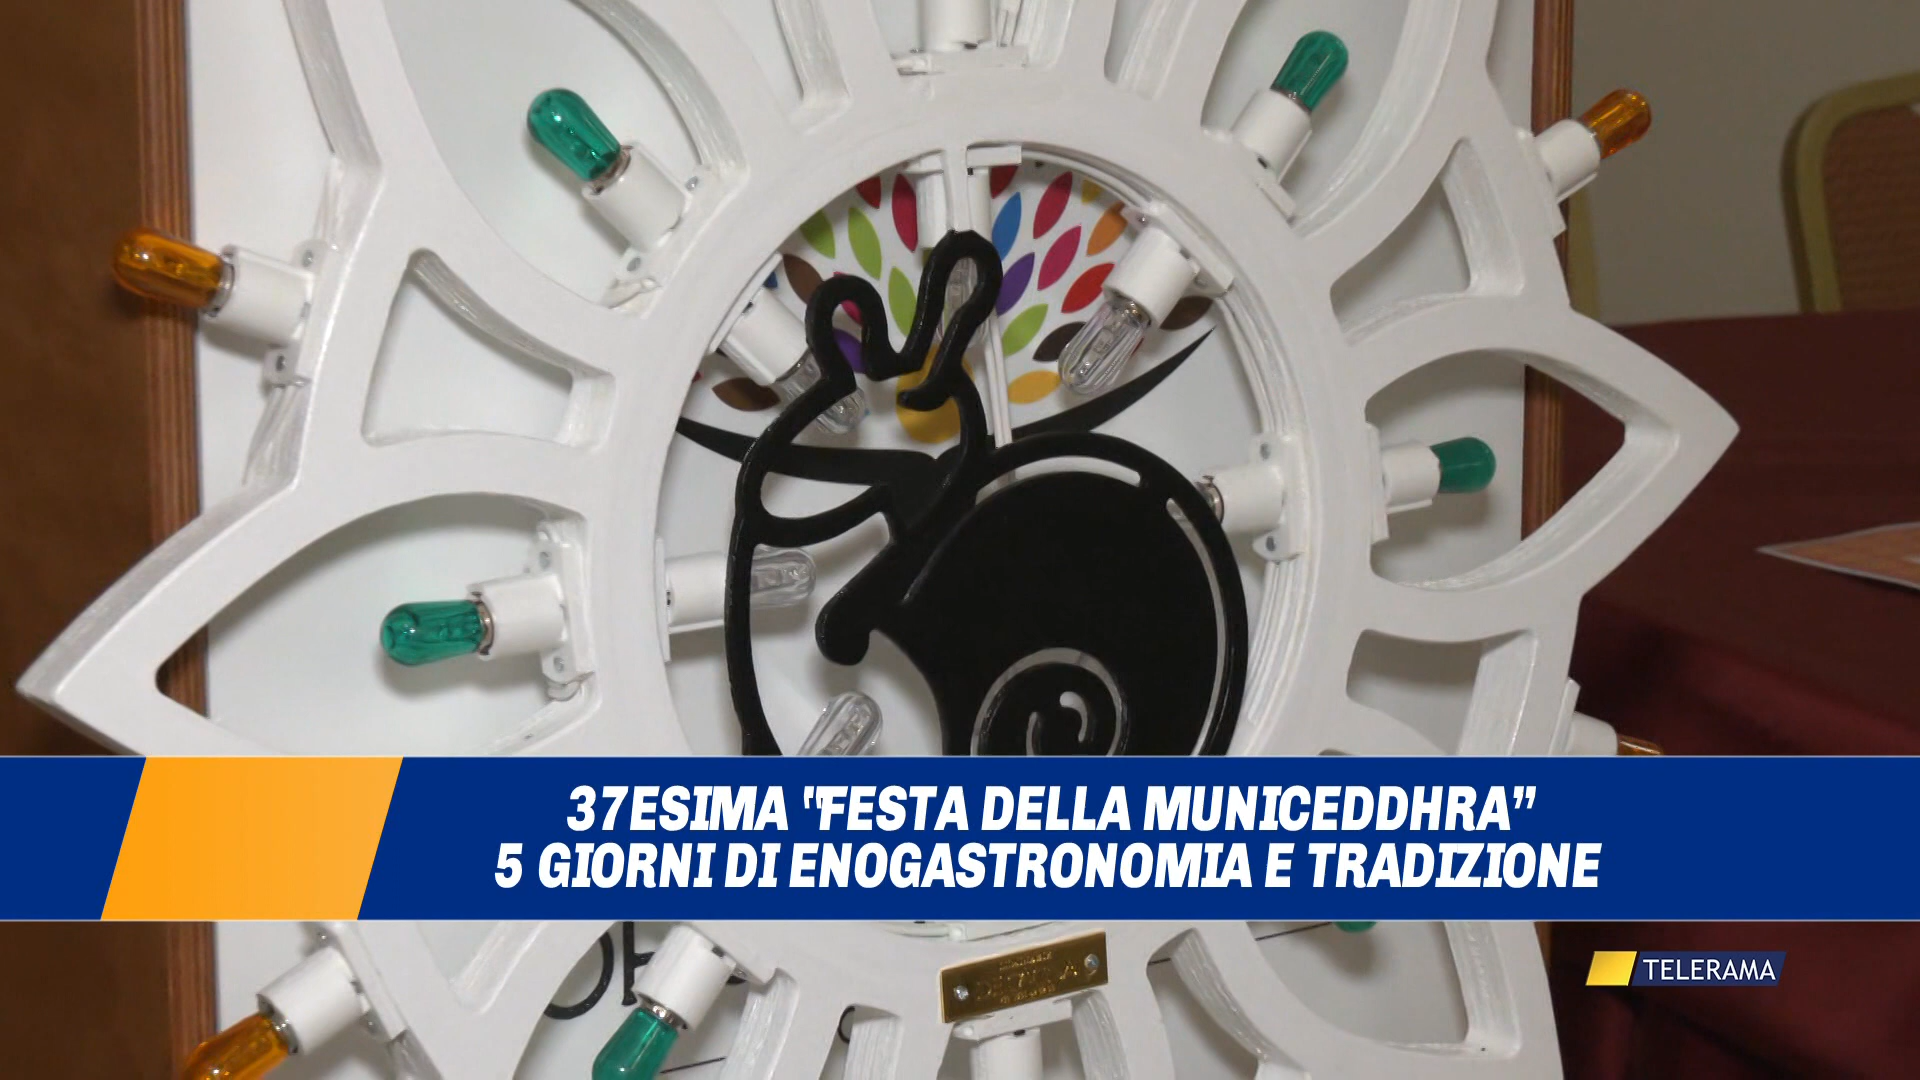 37ESIMA "FESTA DELLA MUNICEDDHRA”
5 GIORNI DI ENOGASTRONOMIA E TRADIZIONE
TELERAMA